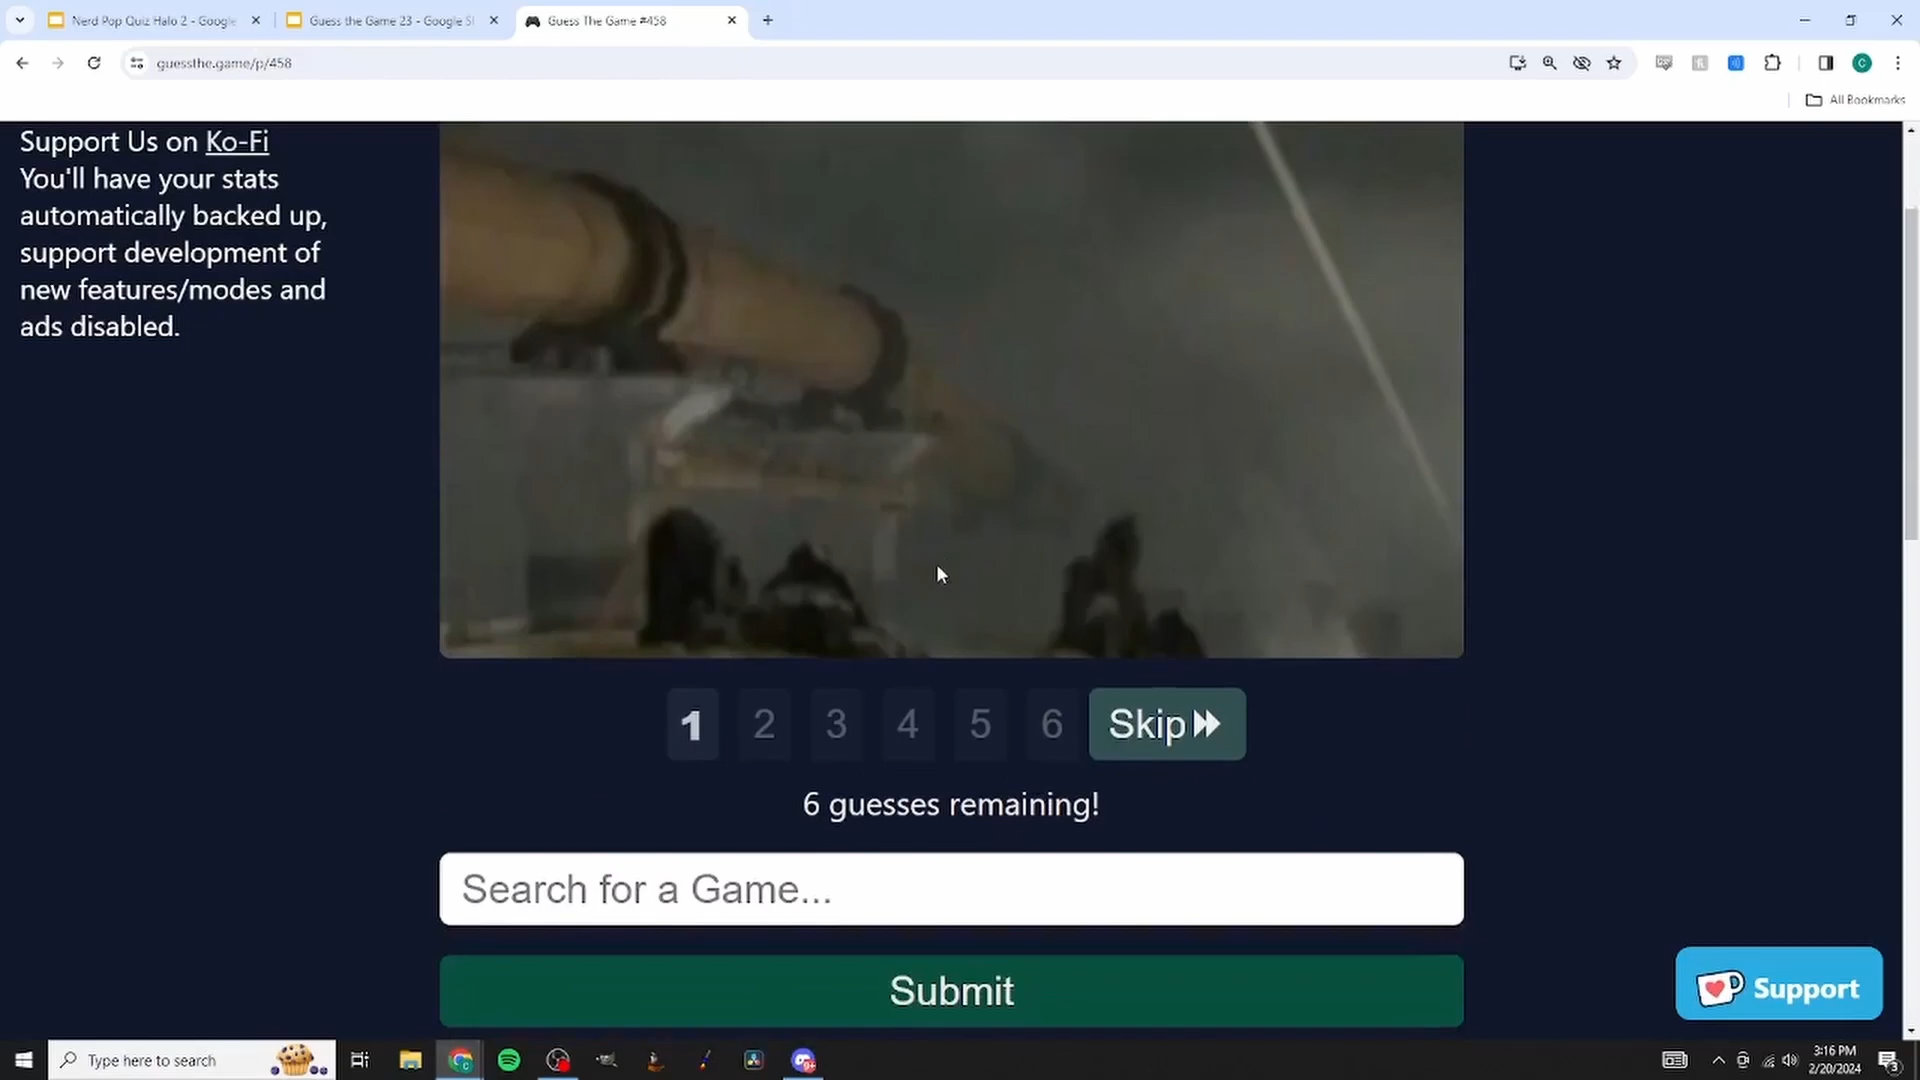 Nerd Pop Quiz Halo 2 - Google
Guess the Game 23 - Google Sl
Guess The Game #458
guessthe.game/p/458
All Bookmarks
Support Us on Ko-Fi
You'll have your stats
automatically backed up,
support development of
new features/modes and
ads disabled.
1 2 3 4 5 6 Skip
6 guesses remaining!
Search for a Game...
Submit
Support
Type here to search
3:16 PM
2/20/2024